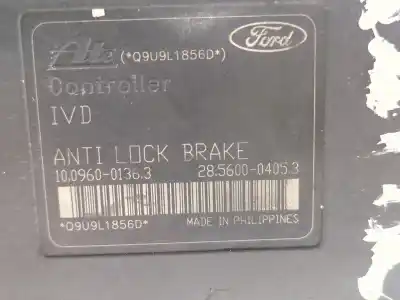 Ate (*Q9U9L1856D*) Ford
Controller
IVD
ANTI LOCK BRAKE
10.0960-0136.3 28.5600-0405.3
*Q9U9L1856D* MADE IN PHILIPPINES